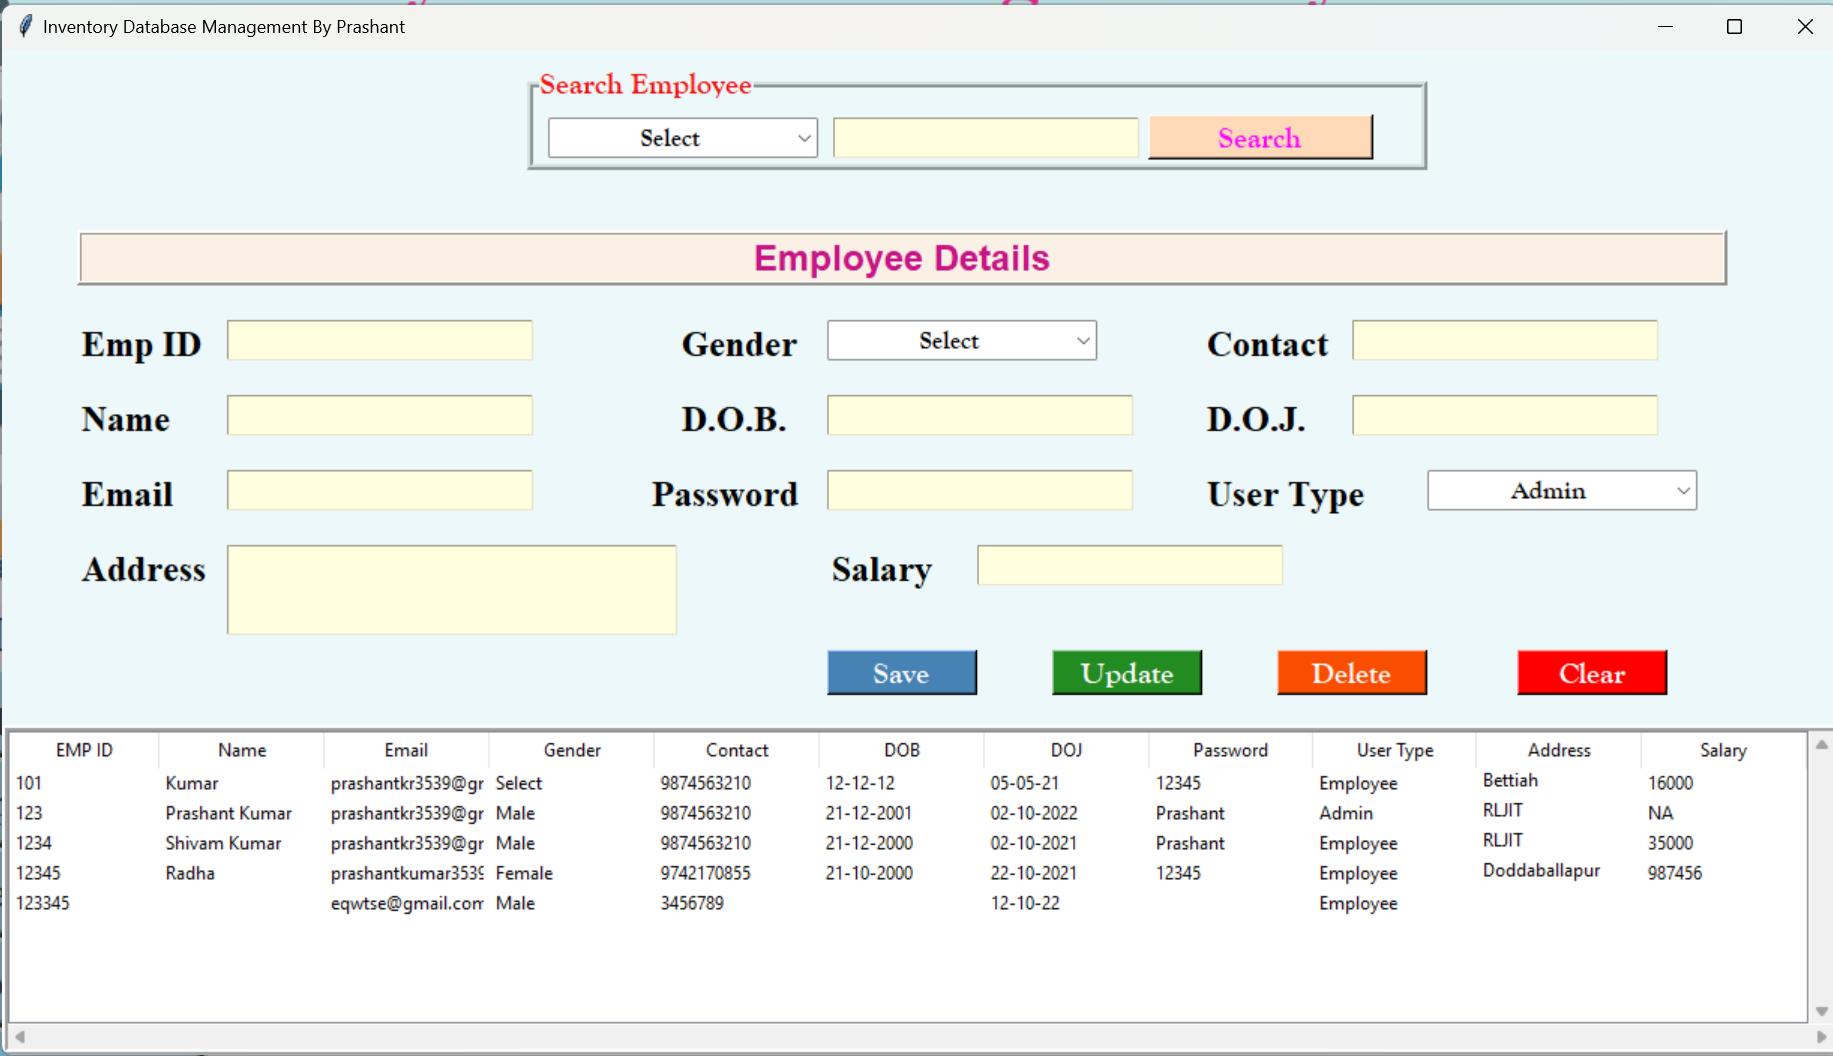 Inventory Database Management By Prashant
Search Employee
Select Search
Employee Details
Emp ID Gender Select Contact
Name D.O.B. D.O.J.
Email Password User Type Admin
Address Salary
Save Update Delete Clear
EMP ID Name Email Gender Contact DOB DOJ Password User Type Address Salary
101 Kumar prashantkr3539@gr Select 9874563210 12-12-12 05-05-21 12345 Employee Bettiah 16000
123 Prashant Kumar prashantkr3539@gr Male 9874563210 21-12-2001 02-10-2022 Prashant Admin RLJIT NA
1234 Shivam Kumar prashantkr3539@gr Male 9874563210 21-12-2000 02-10-2021 Prashant Employee RLJIT 35000
12345 Radha prashantkumar3539 Female 9742170855 21-10-2000 22-10-2021 12345 Employee Doddaballapur 987456
123345 eqwtse@gmail.com Male 3456789 12-10-22 Employee